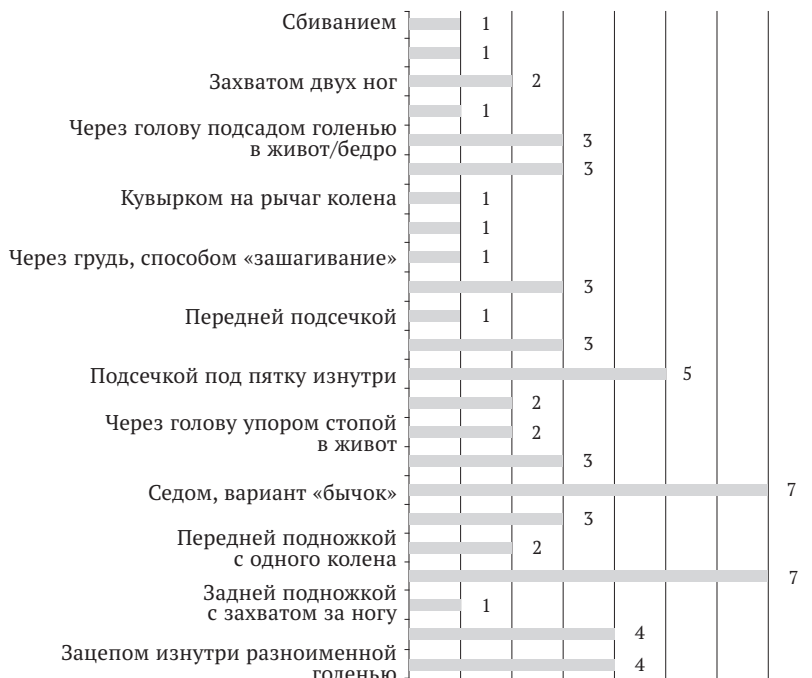 Сбиванием 1
1
Захватом двух ног 2
1
Через голову подсадом голенью
в живот/бедро 3
3
Кувырком на рычаг колена 1
1
Через грудь, способом «зашагивание» 1
3
Передней подсечкой 1
3
Подсечкой под пятку изнутри 5
2
Через голову упором стопой
в живот 2
3
Седом, вариант «бычок» 7
3
Передней подножкой
с одного колена 2
7
Задней подножкой
с захватом за ногу 1
4
Зацепом изнутри разноименной
голенью 4